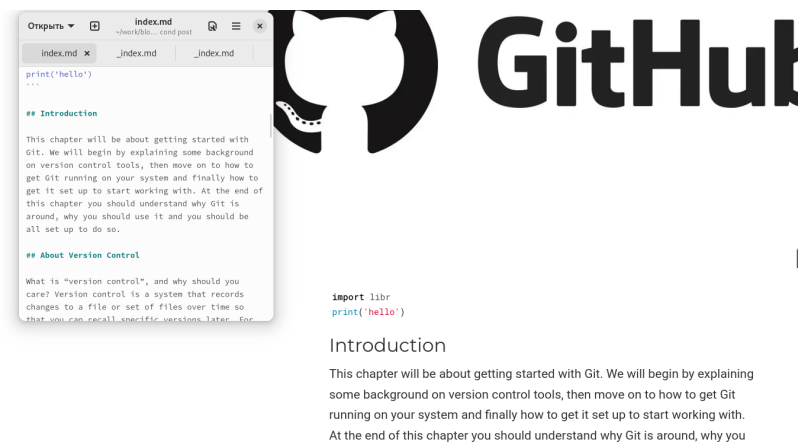 Открыть
index.md
~/work/blo... cond post
index.md
_index.md
_index.md
print('hello')
```
## Introduction
This chapter will be about getting started with
Git. We will begin by explaining some background
on version control tools, then move on to how to
get Git running on your system and finally how to
get it set up to start working with. At the end of
this chapter you should understand why Git is
around, why you should use it and you should be
all set up to do so.
## About Version Control
What is “version control”, and why should you
care? Version control is a system that records
changes to a file or set of files over time so
that you can recall specific versions later. For
GitHub
import libr
print('hello')
Introduction
This chapter will be about getting started with Git. We will begin by explaining
some background on version control tools, then move on to how to get Git
running on your system and finally how to get it set up to start working with.
At the end of this chapter you should understand why Git is around, why you